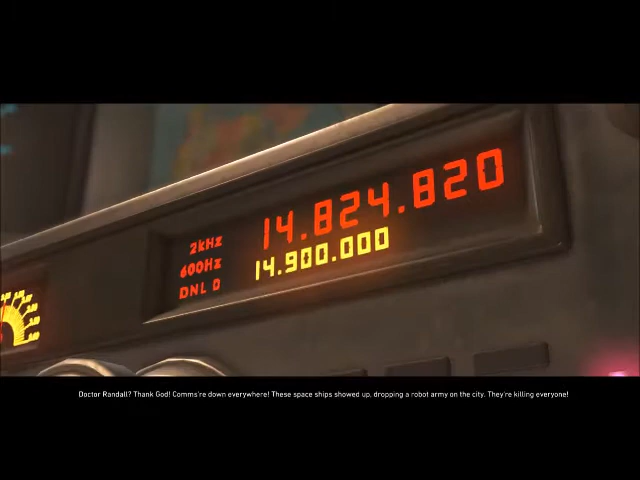 14.824.820
2kHz
14.900.000
600Hz
DNL 0
Doctor Randall? Thank God! Comms're down everywhere! These space ships showed up, dropping a robot army on the city. They're killing everyone!